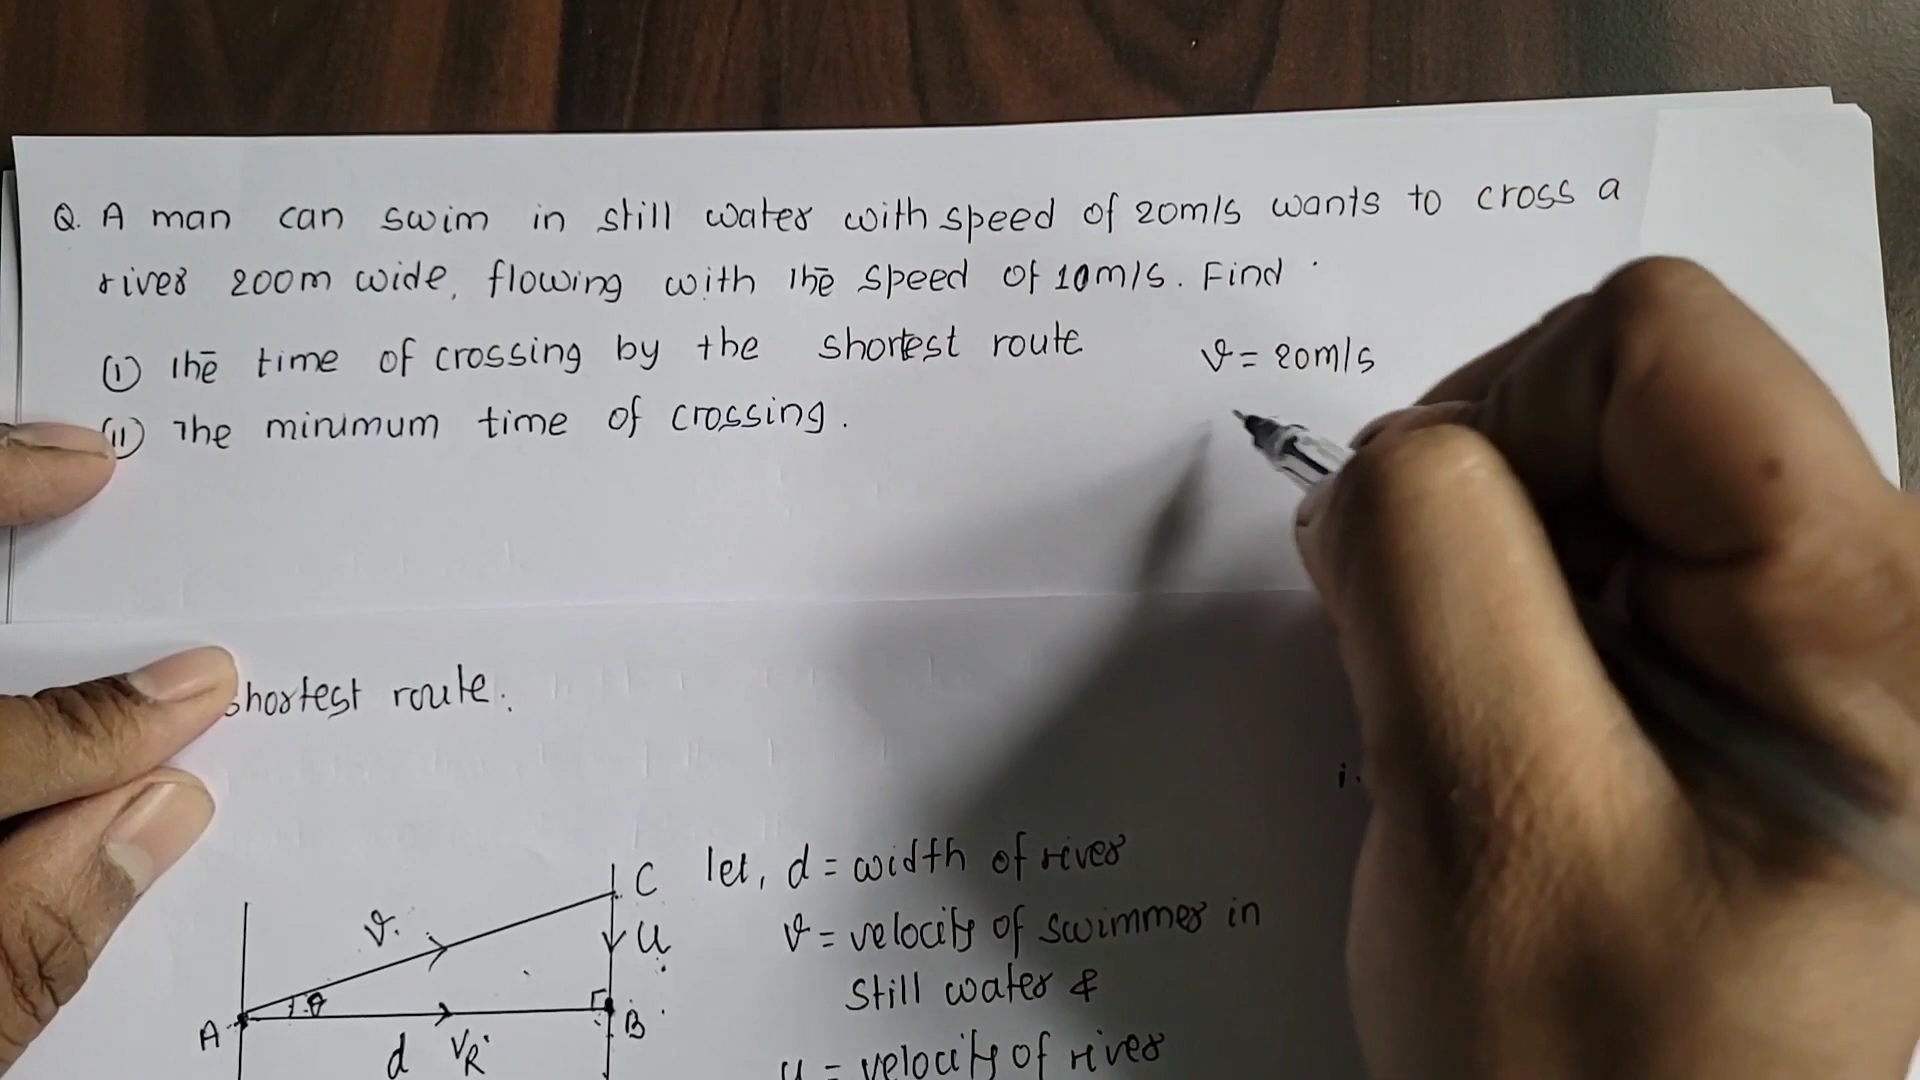 Q. A man can swim in still water with speed of 20m/s wants to cross a
river 200m wide, flowing with the speed of 10m/s. Find
(i) The time of crossing by the shortest route
v = 20m/s
(ii) The minimum time of crossing.
shortest route.
i.
C
let, d = width of river
v
u
v = velocity of swimmer in
still water &
θ
A
B
d
VR
u = velocity of river